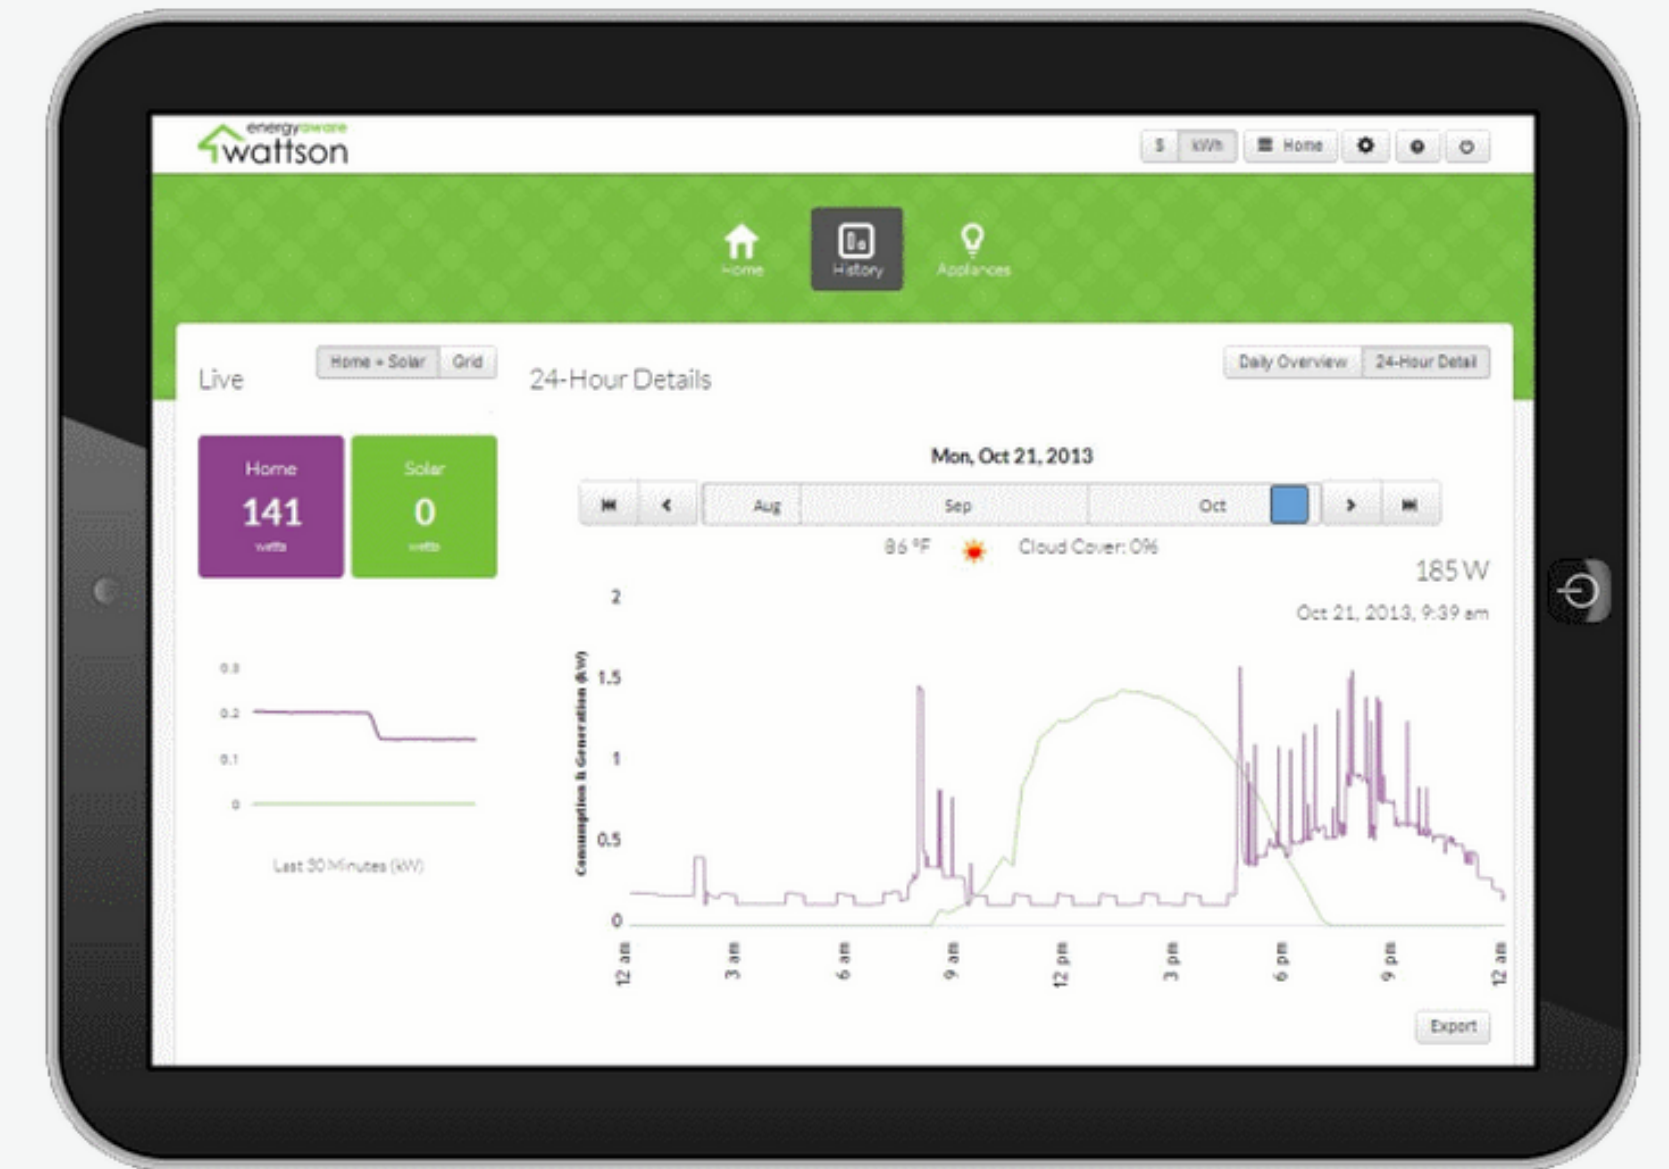 energyaware
wattson
$ kWh Home
Home History Appliances
Live
Home + Solar Grid
24-Hour Details
Daily Overview 24-Hour Detail
Home
141
watts
Solar
0
watts
Mon, Oct 21, 2013
Aug Sep Oct
86 °F Cloud Cover: 0%
185 W
Oct 21, 2013, 9:39 am
0.3
0.2
0.1
0
Last 30 Minutes (kW)
Consumption & Generation (kW)
2
1.5
1
0.5
0
12 am 3 am 6 am 9 am 12 pm 3 pm 6 pm 9 pm 12 am
Export